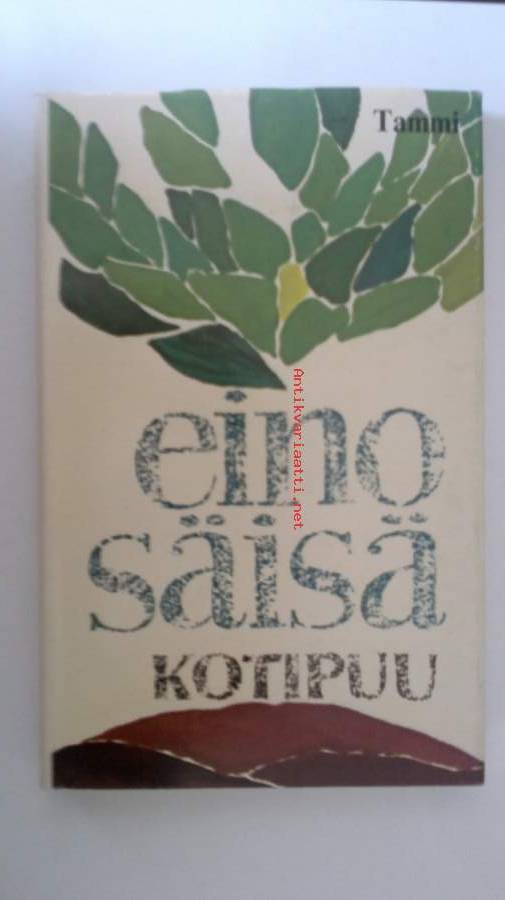 Tammi
eino
säisä
KOTIPUU
Antikvariaatti.net